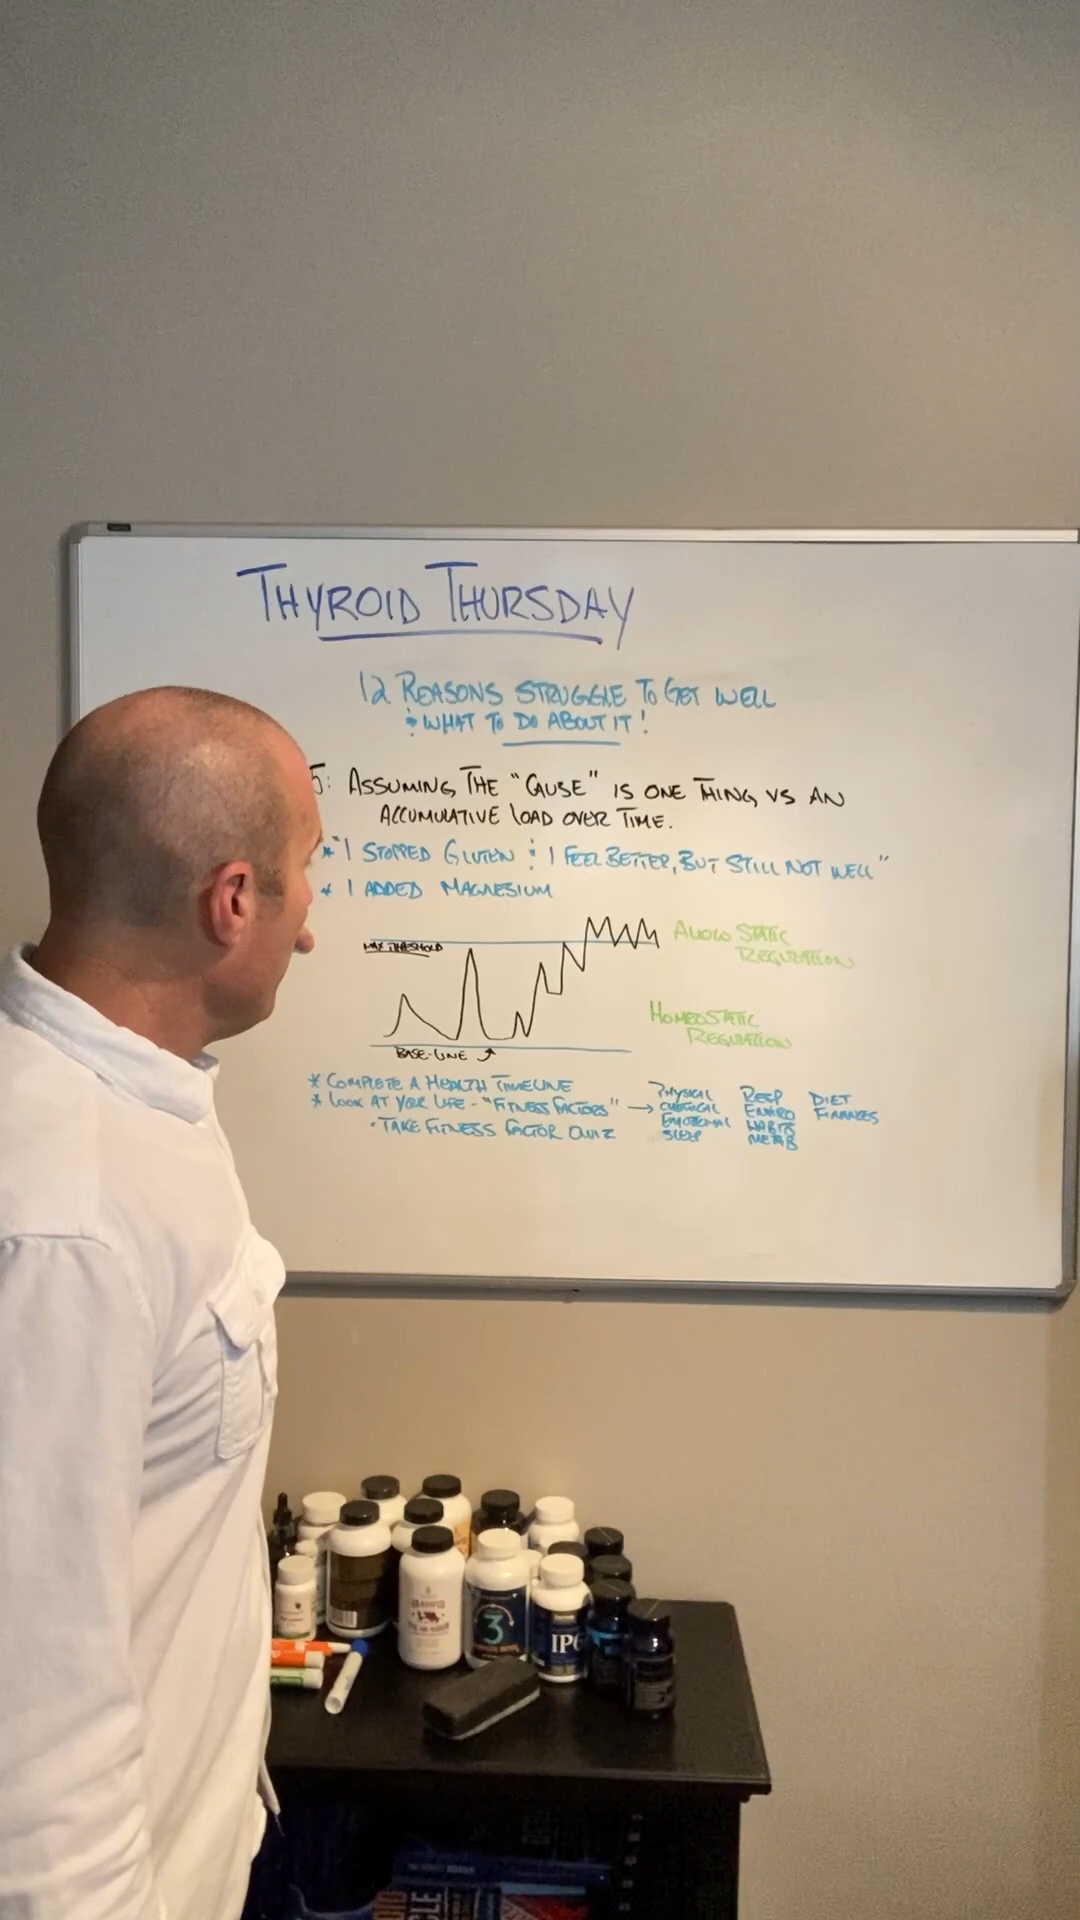 THYROID THURSDAY
12 REASONS STRUGGLE TO GET WELL
& WHAT TO DO ABOUT IT!
5: ASSUMING THE "CAUSE" IS ONE THING VS AN
ACCUMULATIVE LOAD OVER TIME.
* "I STOPPED GLUTEN & I FEEL BETTER, BUT STILL NOT WELL"
* I ADDED MAGNESIUM
MAX THRESHOLD
ALLOSTATIC
REGULATION
HOMEOSTATIC
REGULATION
BASE-LINE
* COMPLETE A HEALTH TIMELINE
* LOOK AT YOUR LIFE - "FITNESS FACTORS" →
• TAKE FITNESS FACTOR QUIZ
PHYSICAL
CHEMICAL
EMOTIONAL
SLEEP
ENVIRO
HABITS
METAB
DIET
FINANCES
3
IP6